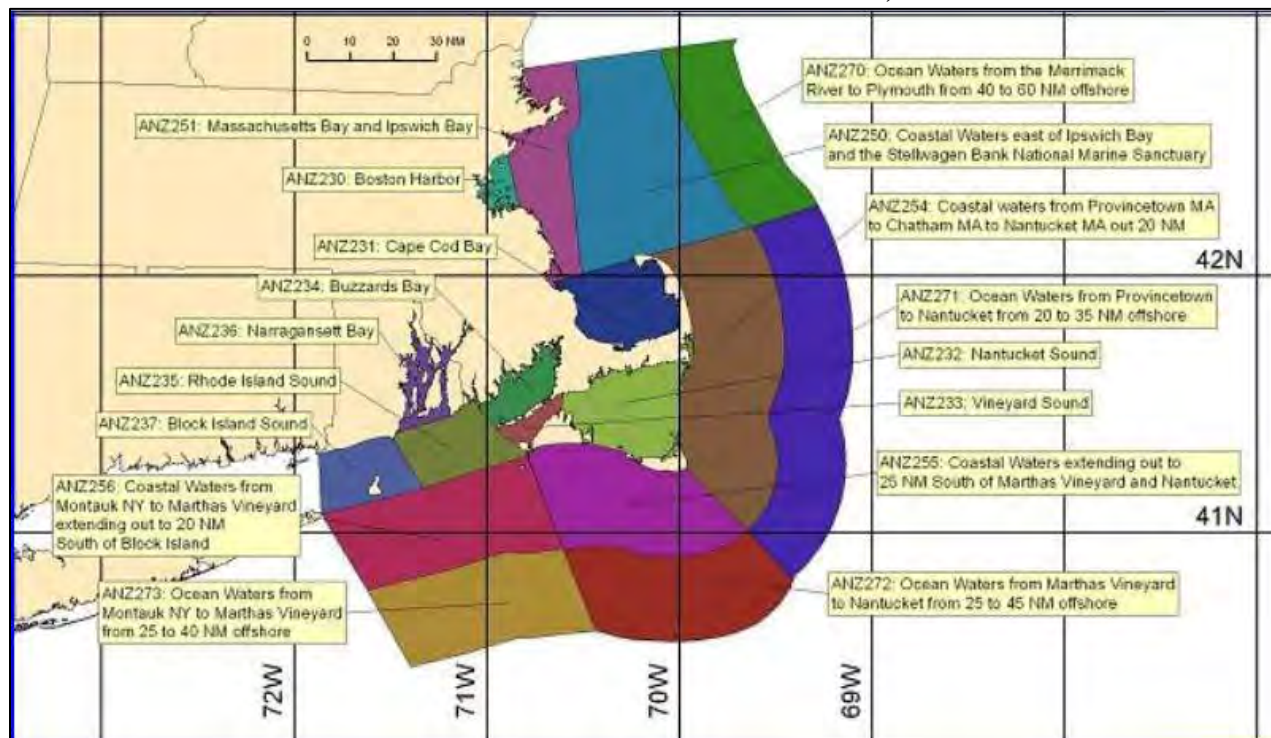 0 10 20 30 NM
ANZ270: Ocean Waters from the Merrimack
River to Plymouth from 40 to 60 NM offshore
ANZ251: Massachusetts Bay and Ipswich Bay
ANZ250: Coastal Waters east of Ipswich Bay
and the Stellwagen Bank National Marine Sanctuary
ANZ230: Boston Harbor
ANZ254: Coastal waters from Provincetown MA
to Chatham MA to Nantucket MA out 20 NM
ANZ231: Cape Cod Bay
42N
ANZ234: Buzzards Bay
ANZ271: Ocean Waters from Provincetown
to Nantucket from 20 to 35 NM offshore
ANZ236: Narragansett Bay
ANZ232: Nantucket Sound
ANZ235: Rhode Island Sound
ANZ233: Vineyard Sound
ANZ237: Block Island Sound
ANZ255: Coastal Waters extending out to
25 NM South of Marthas Vineyard and Nantucket
ANZ256: Coastal Waters from
Montauk NY to Marthas Vineyard
extending out to 20 NM
South of Block Island
41N
ANZ273: Ocean Waters from
Montauk NY to Marthas Vineyard
from 25 to 40 NM offshore
ANZ272: Ocean Waters from Marthas Vineyard
to Nantucket from 25 to 45 NM offshore
72W
71W
70W
69W